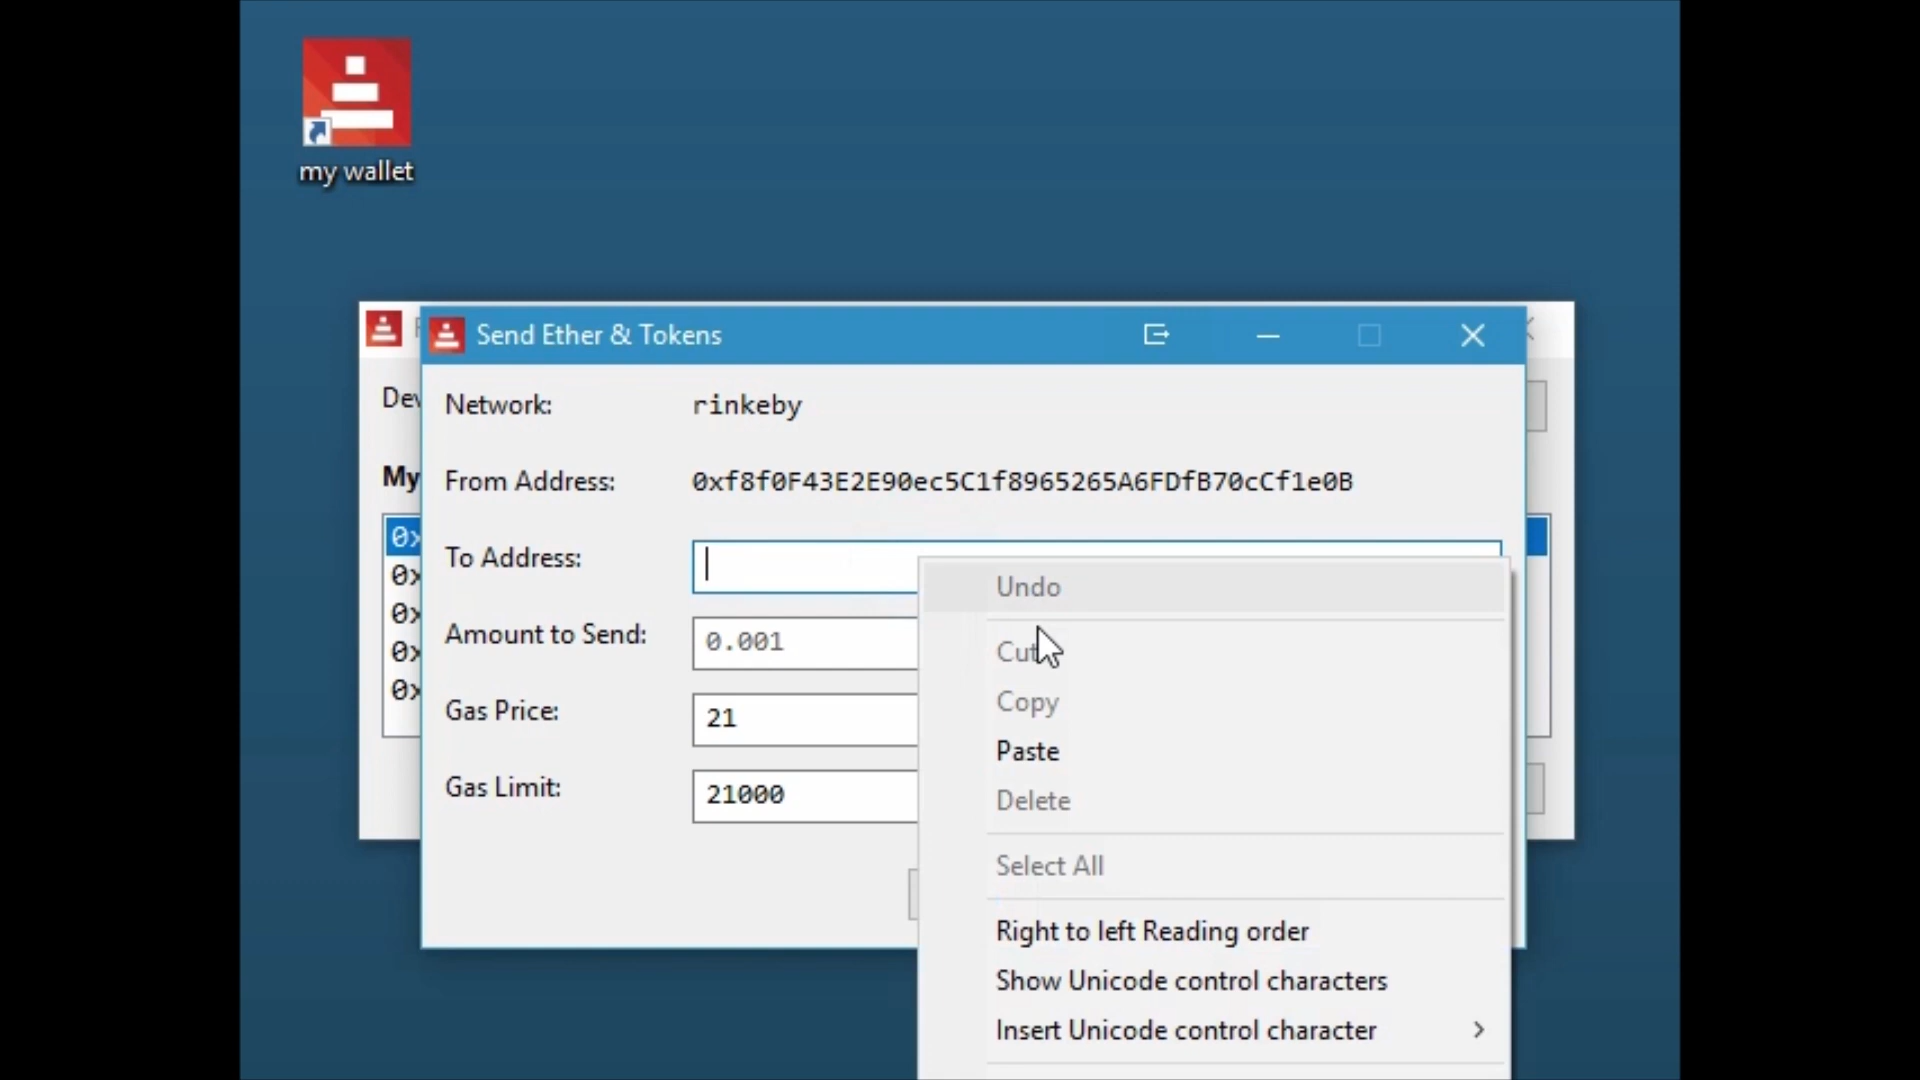 my wallet
Send Ether & Tokens
Dev
Network:
rinkeby
My
From Address:
0xf8f0F43E2E90ec5C1f8965265A6FDfB70cCf1e0B
0x
0x
0x
0x
0x
To Address:
Amount to Send:
0.001
Gas Price:
21
Gas Limit:
21000
Undo
Cut
Copy
Paste
Delete
Select All
Right to left Reading order
Show Unicode control characters
Insert Unicode control character